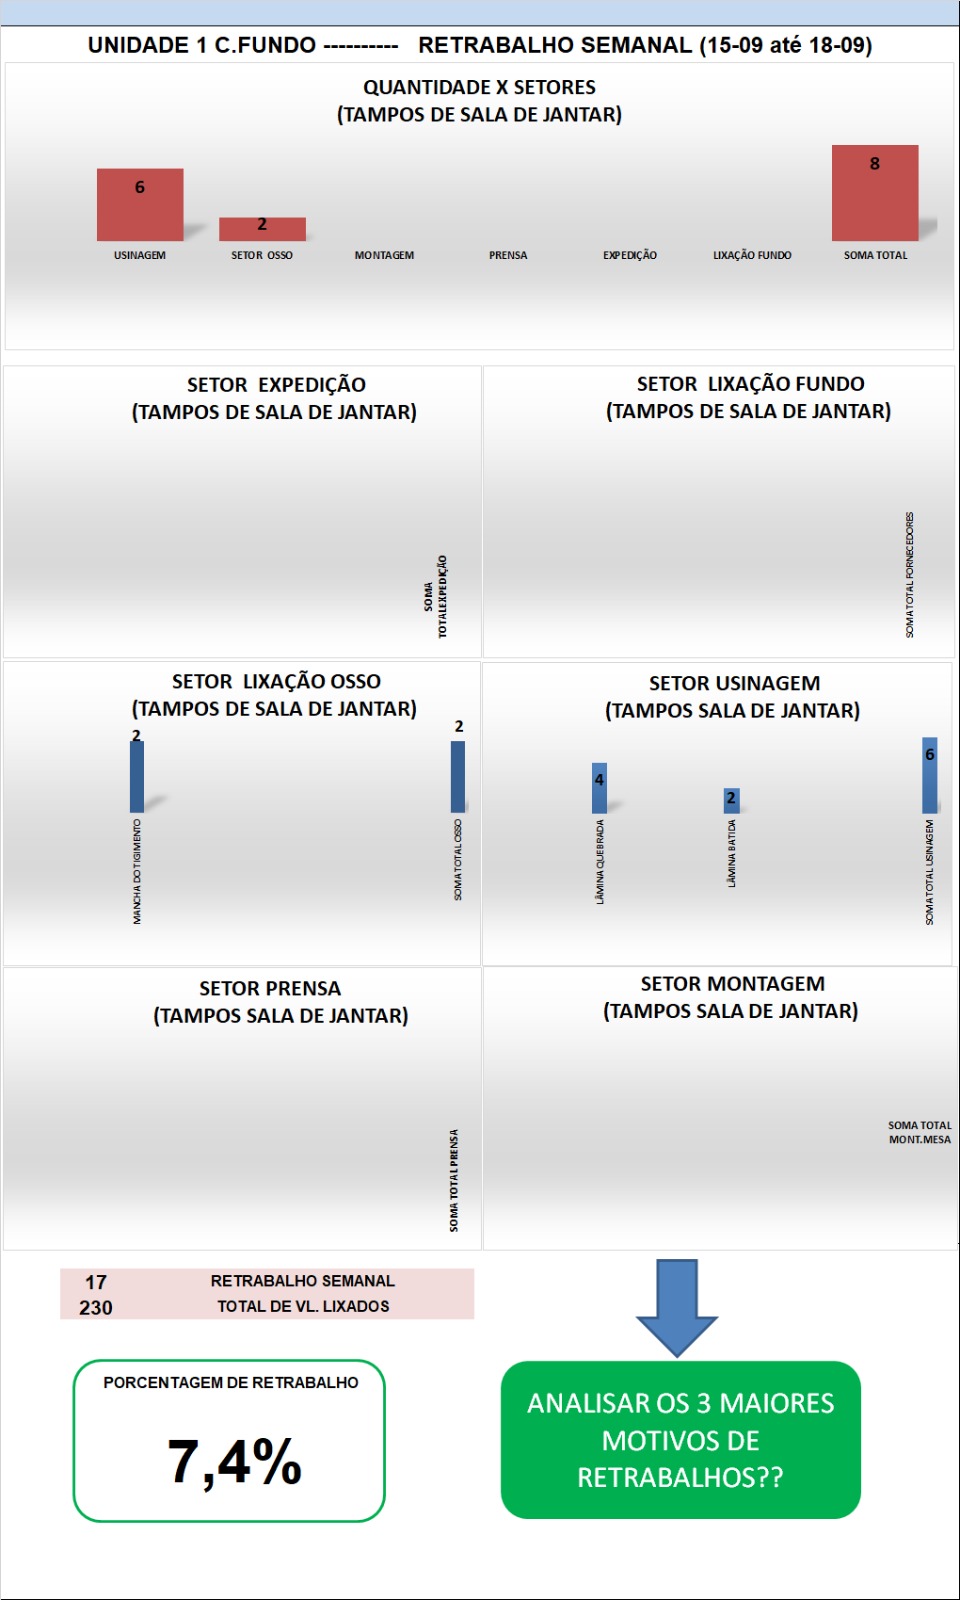 UNIDADE 1 C.FUNDO ---------- RETRABALHO SEMANAL (15-09 até 18-09)
QUANTIDADE X SETORES
(TAMPOS DE SALA DE JANTAR)
6
2
8
USINAGEM
SETOR OSSO
MONTAGEM
PRENSA
EXPEDIÇÃO
LIXAÇÃO FUNDO
SOMA TOTAL
SETOR EXPEDIÇÃO
(TAMPOS DE SALA DE JANTAR)
SOMA
TOTALEXPEDIÇÃO
SETOR LIXAÇÃO FUNDO
(TAMPOS DE SALA DE JANTAR)
SOMA TOTAL FORNECEDORES
SETOR LIXAÇÃO OSSO
(TAMPOS DE SALA DE JANTAR)
2
2
MANCHA DO TIGIMENTO
SOMA TOTAL OSSO
SETOR USINAGEM
(TAMPOS SALA DE JANTAR)
4
2
6
LÂMINA QUEBRADA
LÂMINA BATIDA
SOMA TOTAL USINAGEM
SETOR PRENSA
(TAMPOS SALA DE JANTAR)
SOMA TOTAL PRENSA
SETOR MONTAGEM
(TAMPOS SALA DE JANTAR)
SOMA TOTAL
MONT.MESA
17 RETRABALHO SEMANAL
230 TOTAL DE VL. LIXADOS
PORCENTAGEM DE RETRABALHO
7,4%
ANALISAR OS 3 MAIORES
MOTIVOS DE
RETRABALHOS??